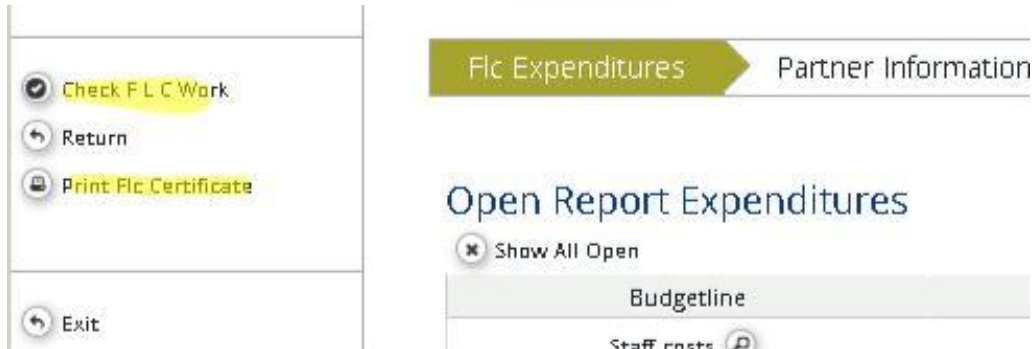 Check F L C Work
Return
Print Flc Certificate
Exit
Flc Expenditures
Partner Information
Open Report Expenditures
Show All Open
Budgetline
Staff costs